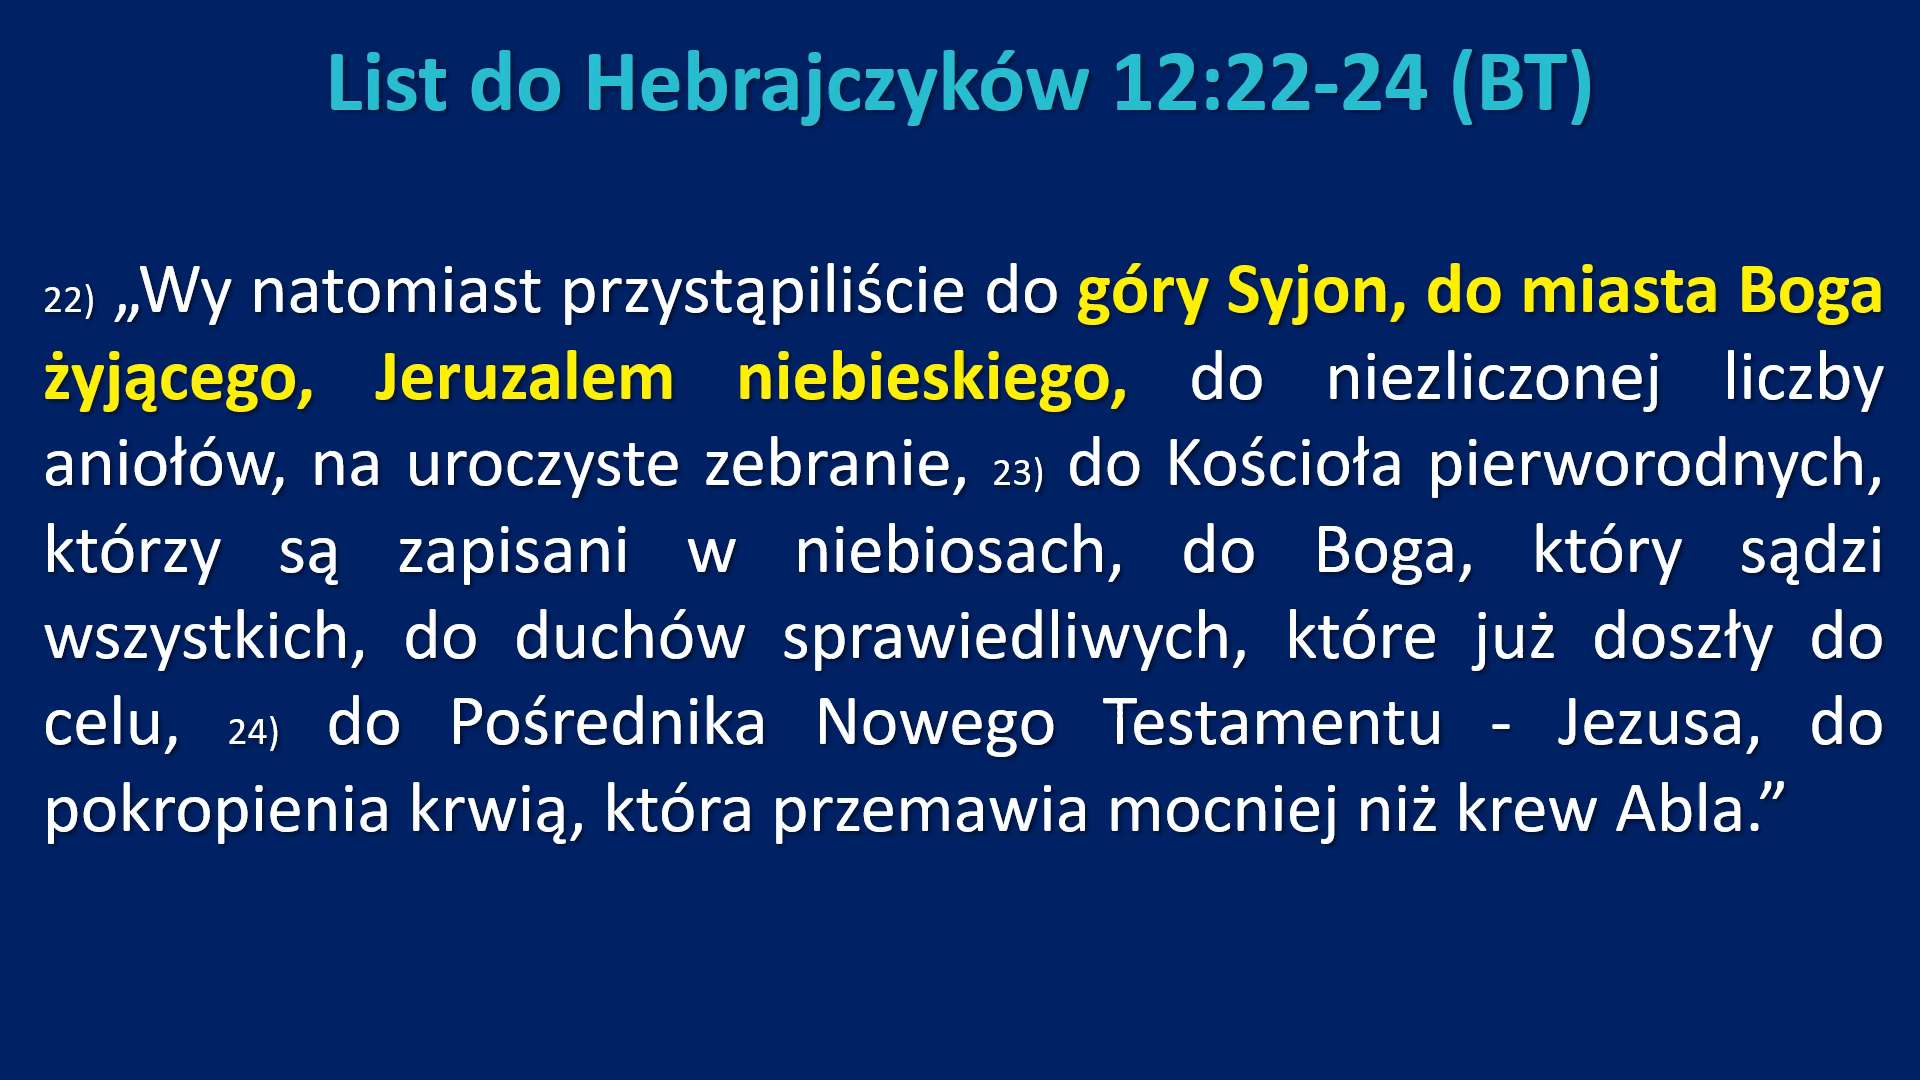 List do Hebrajczyków 12:22-24 (BT)
22) „Wy natomiast przystąpiliście do góry Syjon, do miasta Boga
żyjącego, Jeruzalem niebieskiego, do niezliczonej liczby
aniołów, na uroczyste zebranie, 23) do Kościoła pierworodnych,
którzy są zapisani w niebiosach, do Boga, który sądzi
wszystkich, do duchów sprawiedliwych, które już doszły do
celu, 24) do Pośrednika Nowego Testamentu - Jezusa, do
pokropienia krwią, która przemawia mocniej niż krew Abla.”